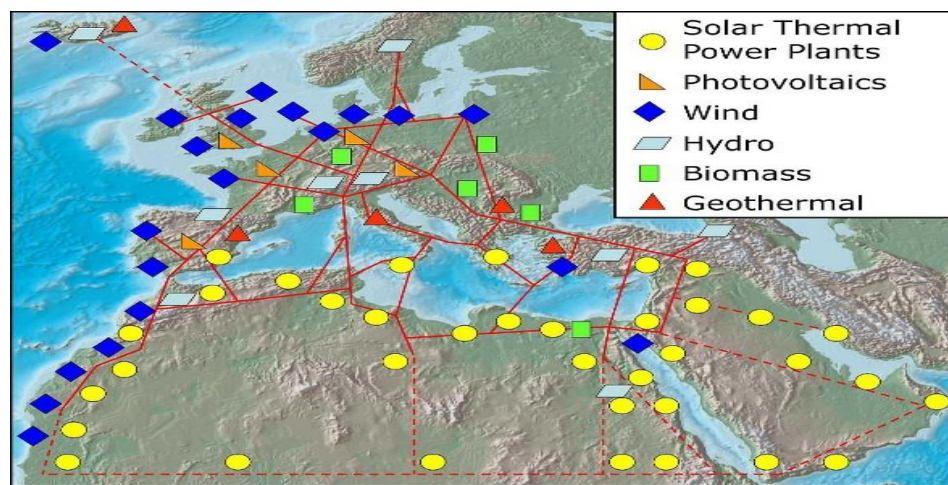 Solar Thermal
Power Plants
Photovoltaics
Wind
Hydro
Biomass
Geothermal